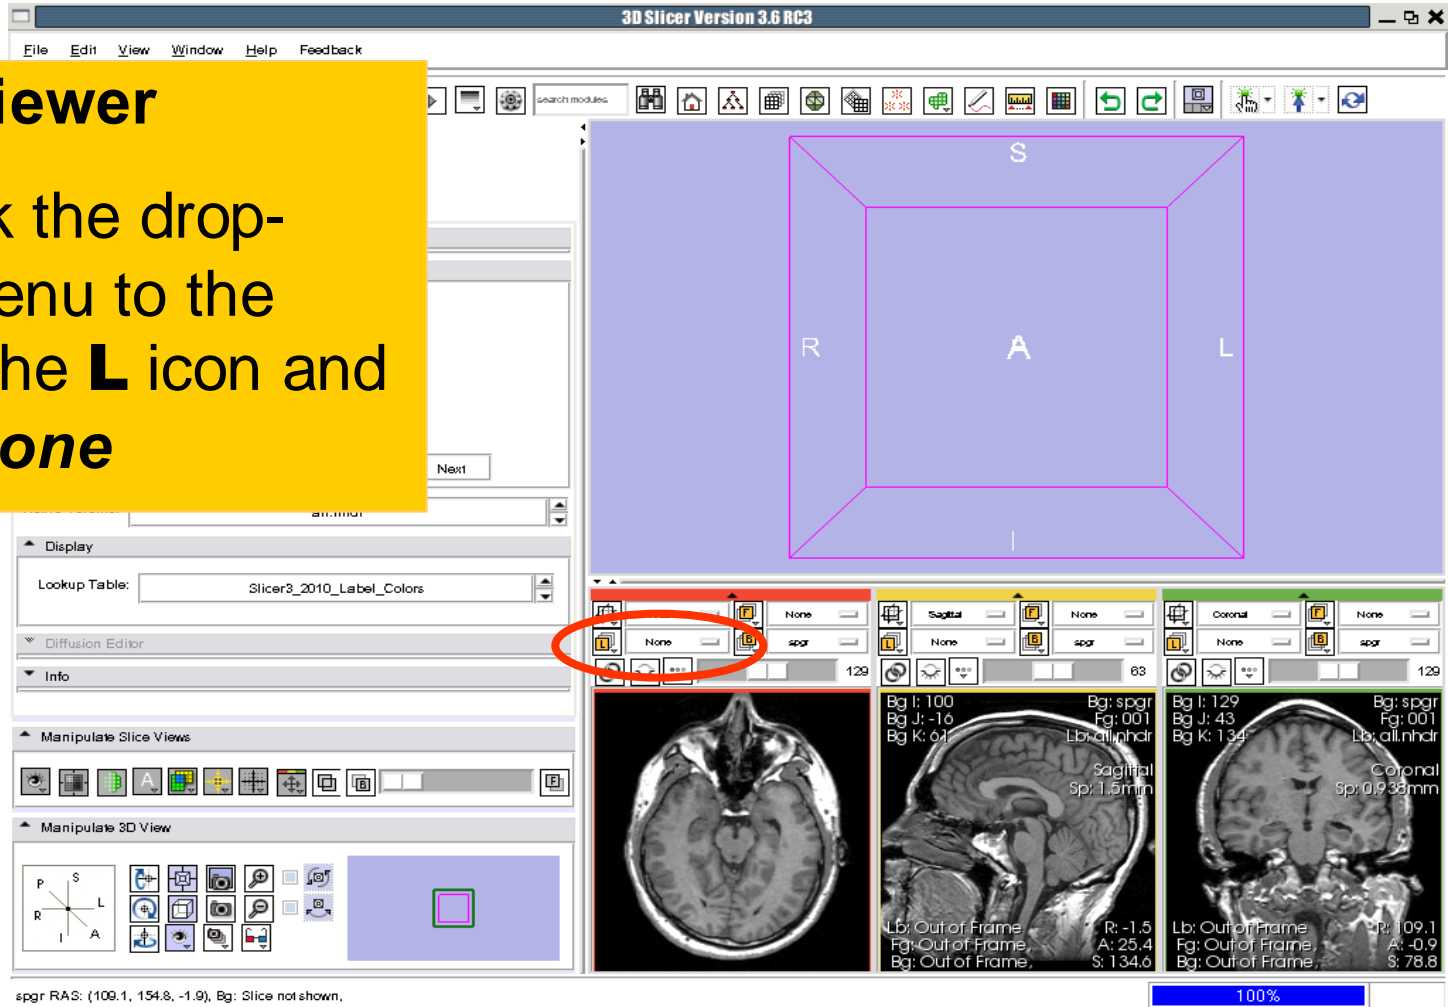 3D Slicer Version 3.6 RC3
File Edit View Window Help Feedback
iewer
k the drop-
enu to the
he L icon and
one
search modules
Next
all.nhdr
Display
Lookup Table: Slicer3_2010_Label_Colors
Diffusion Editor
Info
Manipulate Slice Views
A B F
Manipulate 3D View
P S
R L
I A
S
R A L
I
F None
L None B spgr
129
Sagittal F None
L None B spgr
63
Coronal F None
L None B spgr
129
Bg I: 100 Bg: spgr
Bg J: -16 Fg: 001
Bg K: 61 Lb: all.nhdr
Sagittal
Sp: 1.5mm
Lb: Out of Frame R: -1.5
Fg: Out of Frame, A: 25.4
Bg: Out of Frame, S: 134.6
Bg I: 129 Bg: spgr
Bg J: 43 Fg: 001
Bg K: 134 Lb: all.nhdr
Coronal
Sp: 0.938mm
Lb: Out of Frame R: 109.1
Fg: Out of Frame, A: -0.9
Bg: Out of Frame, S: 78.8
spgr RAS: (109.1, 154.8, -1.9), Bg: Slice not shown,
100%